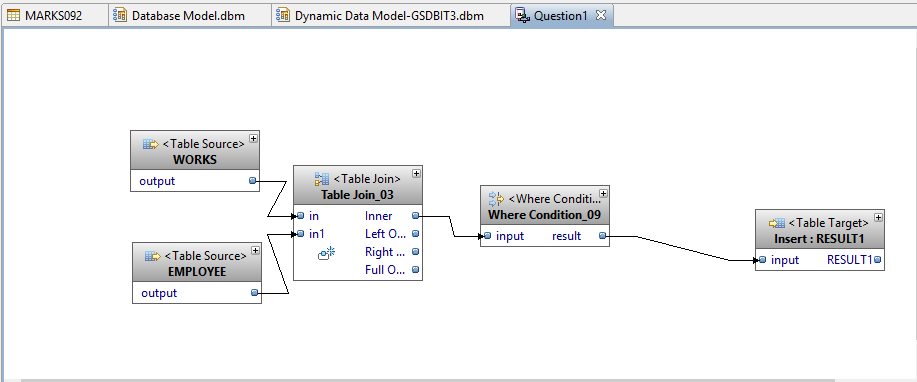 MARKS092
Database Model.dbm
Dynamic Data Model-GSDBIT3.dbm
Question1
<Table Source>
WORKS
output
<Table Source>
EMPLOYEE
output
<Table Join>
Table Join_03
in Inner
in1 Left O...
Right ...
Full O...
<Where Conditi...
Where Condition_09
input result
<Table Target>
Insert : RESULT1
input RESULT1